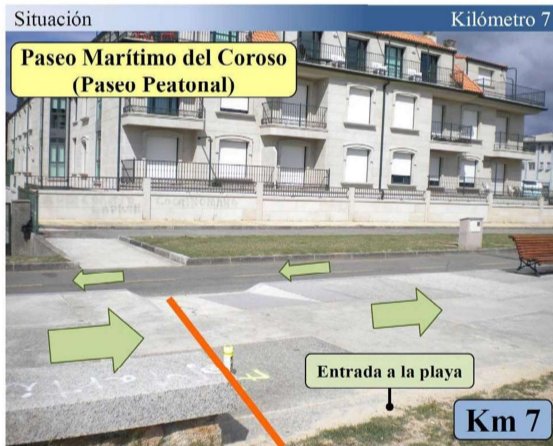 Situación
Kilómetro 7
Paseo Marítimo del Coroso
(Paseo Peatonal)
Entrada a la playa
Km 7